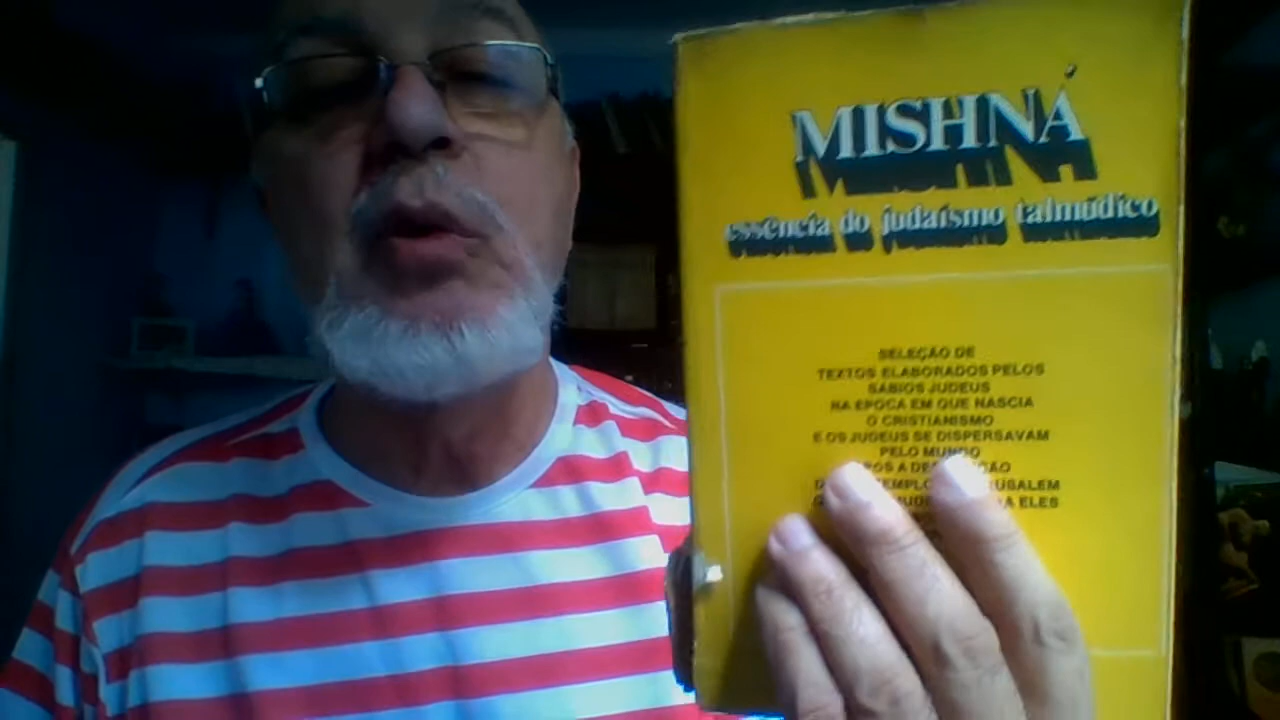 MISHNÁ
essência do judaísmo talmúdico
SELEÇÃO DE
TEXTOS ELABORADOS PELOS
SÁBIOS JUDEUS
NA ÉPOCA EM QUE NASCIA
O CRISTIANISMO
E OS JUDEUS SE DISPERSAVAM
PELO MUNDO
A
ELES